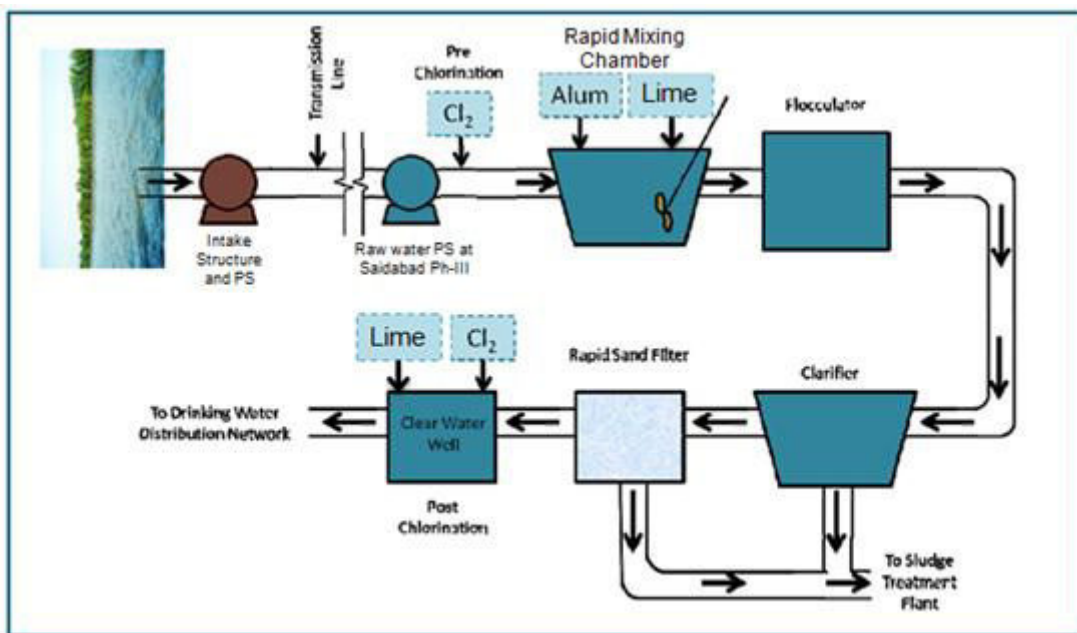 Transmission
Line
Pre
Chlorination
Cl₂
Rapid Mixing
Chamber
Alum
Lime
Flocculator
Intake
Structure
and PS
Raw water PS at
Saidabad Ph-III
Lime
Cl₂
Rapid Sand Filter
Clarifier
To Drinking Water
Distribution Network
Clear Water
Well
Post
Chlorination
To Sludge
Treatment
Plant